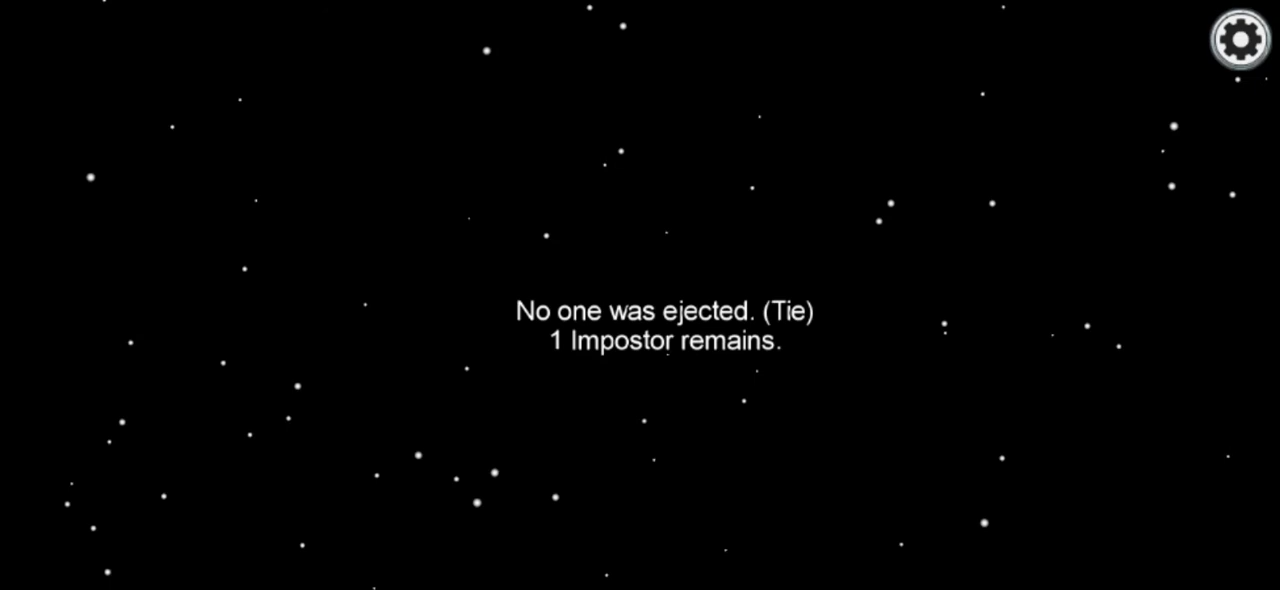 No one was ejected. (Tie)
1 Impostor remains.